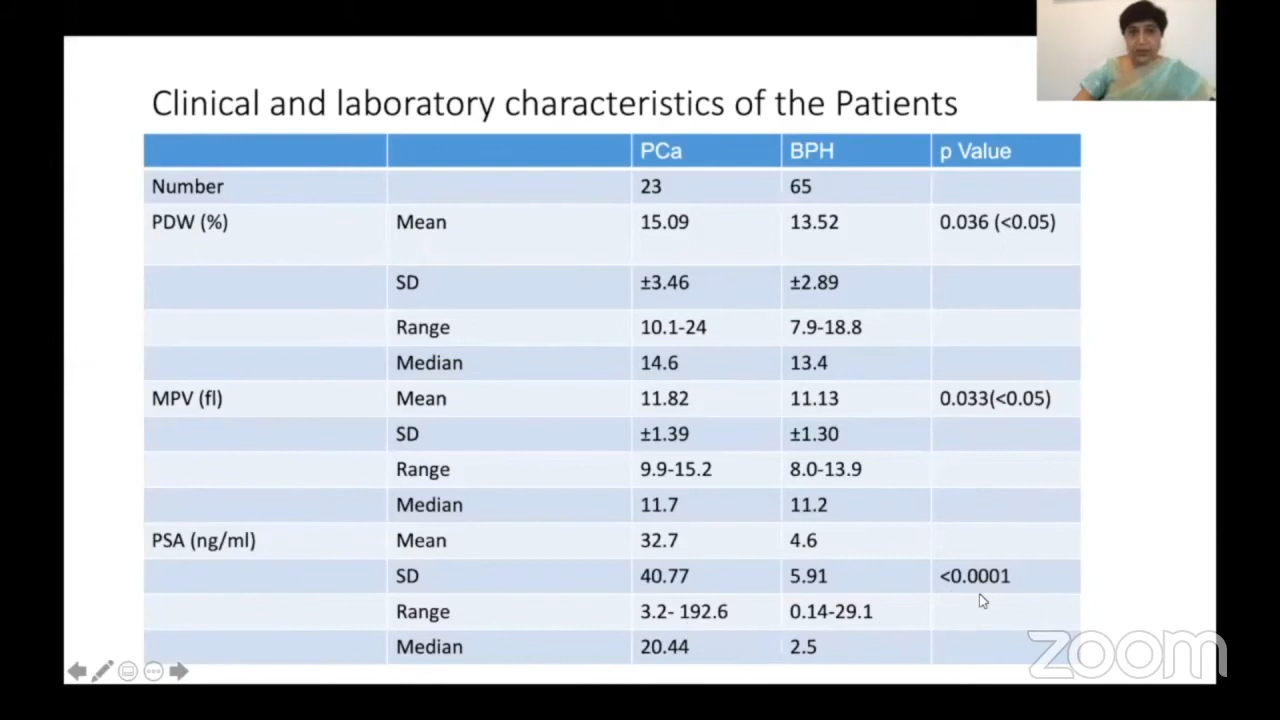 Clinical and laboratory characteristics of the Patients
PCa BPH p Value
Number 23 65
PDW (%) Mean 15.09 13.52 0.036 (<0.05)
SD ±3.46 ±2.89
Range 10.1-24 7.9-18.8
Median 14.6 13.4
MPV (fl) Mean 11.82 11.13 0.033(<0.05)
SD ±1.39 ±1.30
Range 9.9-15.2 8.0-13.9
Median 11.7 11.2
PSA (ng/ml) Mean 32.7 4.6
SD 40.77 5.91 <0.0001
Range 3.2- 192.6 0.14-29.1
Median 20.44 2.5
zoom